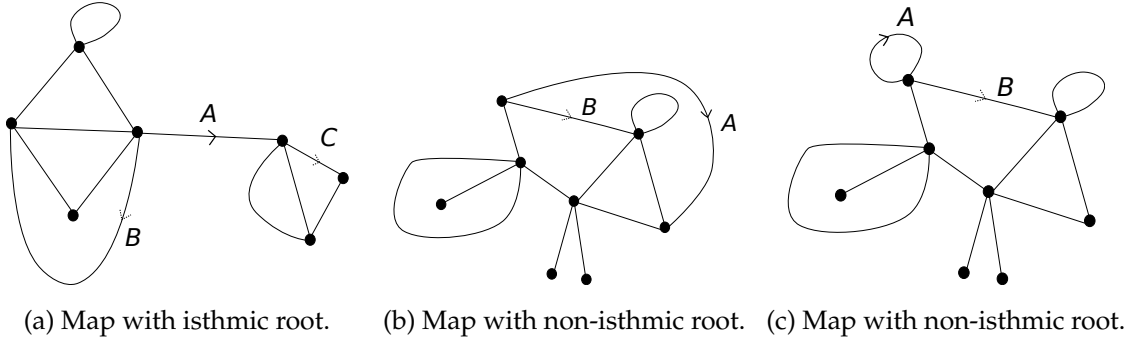 A
C
B
B
A
A
B
(a) Map with isthmic root.
(b) Map with non-isthmic root.
(c) Map with non-isthmic root.